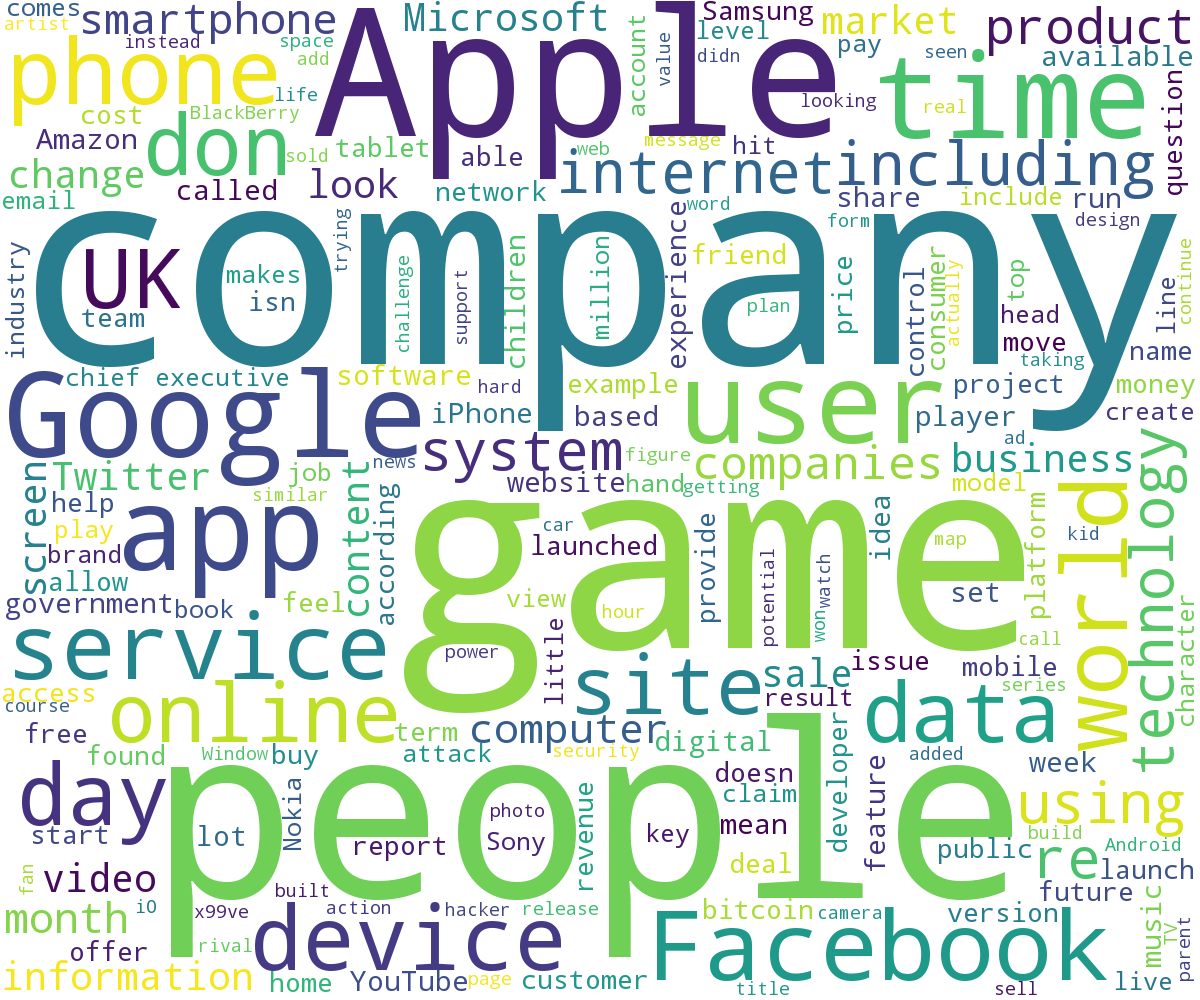 comes
artist
smartphone
instead
space
add
Apple
Microsoft
Samsung
level
didn
value
account
market
pay
seen
product
available
phone
life
BlackBerry
cost
Amazon
don
sold
tablet
able
web
message
hit
looking
real
time
question
change
called
look
network
internet
including
email
share
include
run
design
company
UK
makes
isn
team
industry
trying
challenge
support
children
million
experience
word
friend
plan
form
price
control
consumer
actually
top
head
move
taking
line
name
continue
Google
chief executive
software
hard
iPhone
example
based
user
player
project
ad
money
create
Twitter
job
news
similar
system
website
figure
hand
getting
companies
business
model
screen
help
play
brand
allow
app
content
according
game
car
launched
provide
idea
map
platform
kid
world
technology
government
book
feel
view
hour
potential
won
watch
set
call
character
service
power
little
site
sale
issue
result
mobile
series
access
course
online
term
computer
data
free
found
Window
buy
attack
security
digital
developer
added
week
day
start
people
lot
Nokia
report
photo
Sony
revenue
key
doesn
claim
mean
deal
feature
public
using
build
re
Android
launch
future
fan
video
iO
x99ve
built
action
hacker
release
bitcoin
camera
version
music
TV
parent
month
offer
rival
device
Facebook
information
home
YouTube
page
customer
title
sell
live